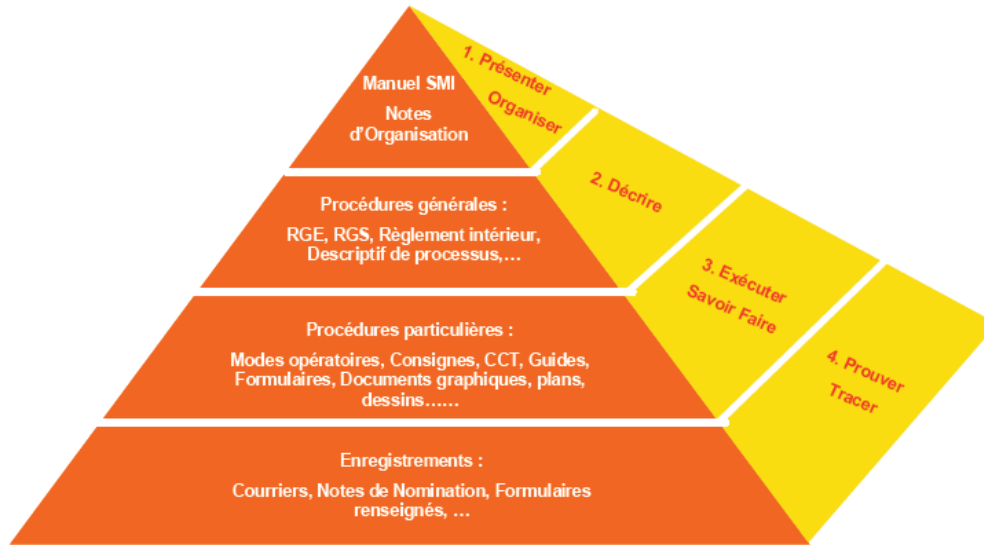 Manuel SMI
Notes
d'Organisation
1. Présenter
Organiser
Procédures générales :
RGE, RGS, Règlement intérieur,
Descriptif de processus,…
2. Décrire
Procédures particulières :
Modes opératoires, Consignes, CCT, Guides,
Formulaires, Documents graphiques, plans,
dessins……
3. Exécuter
Savoir Faire
Enregistrements :
Courriers, Notes de Nomination, Formulaires
renseignés, …
4. Prouver
Tracer